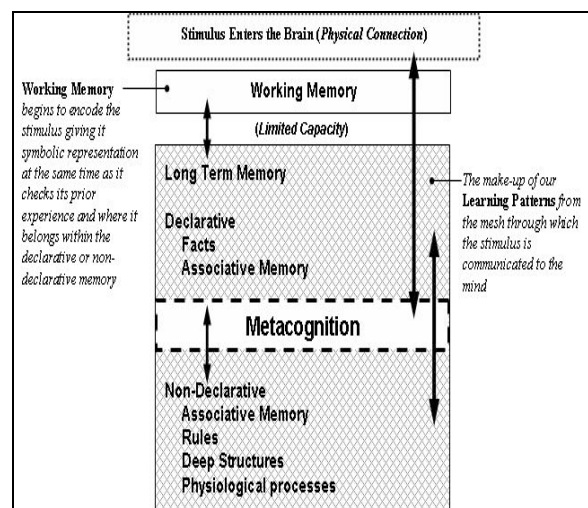 Stimulus Enters the Brain (Physical Connection)
Working Memory
begins to encode the
stimulus giving it
symbolic representation
at the same time as it
checks its prior
experience and where it
belongs within the
declarative or non-
declarative memory
Working Memory
(Limited Capacity)
Long Term Memory
Declarative
Facts
Associative Memory
The make-up of our
Learning Patterns from
the mesh through which
the stimulus is
communicated to the
mind
Metacognition
Non-Declarative
Associative Memory
Rules
Deep Structures
Physiological processes